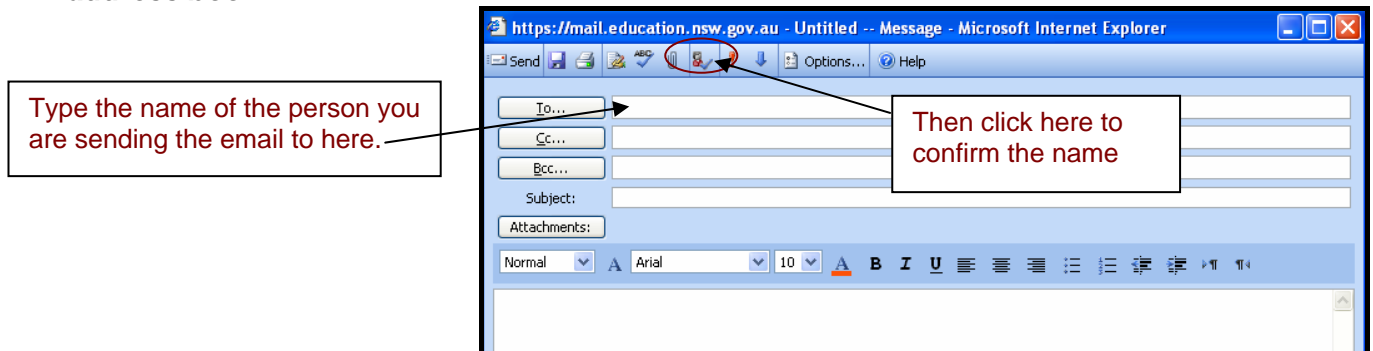 https://mail.education.nsw.gov.au - Untitled -- Message - Microsoft Internet Explorer
Send ABC Options... Help
Type the name of the person you
are sending the email to here.
Then click here to
confirm the name
To...
Cc...
Bcc...
Subject:
Attachments:
Normal A Arial 10 A B I U